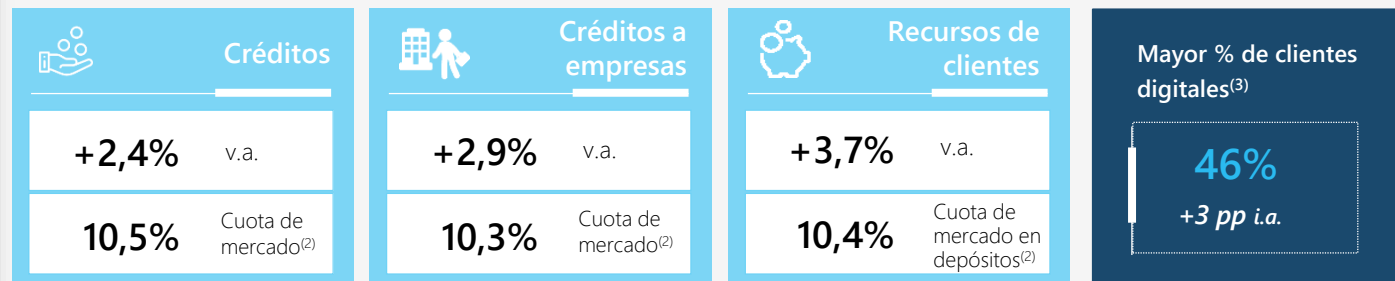 Créditos
+2,4% v.a.
10,5% Cuota de
mercado(2)
Créditos a
empresas
+2,9% v.a.
10,3% Cuota de
mercado(2)
Recursos de
clientes
+3,7% v.a.
10,4% Cuota de
mercado en
depósitos(2)
Mayor % de clientes
digitales(3)
46%
+3 pp i.a.